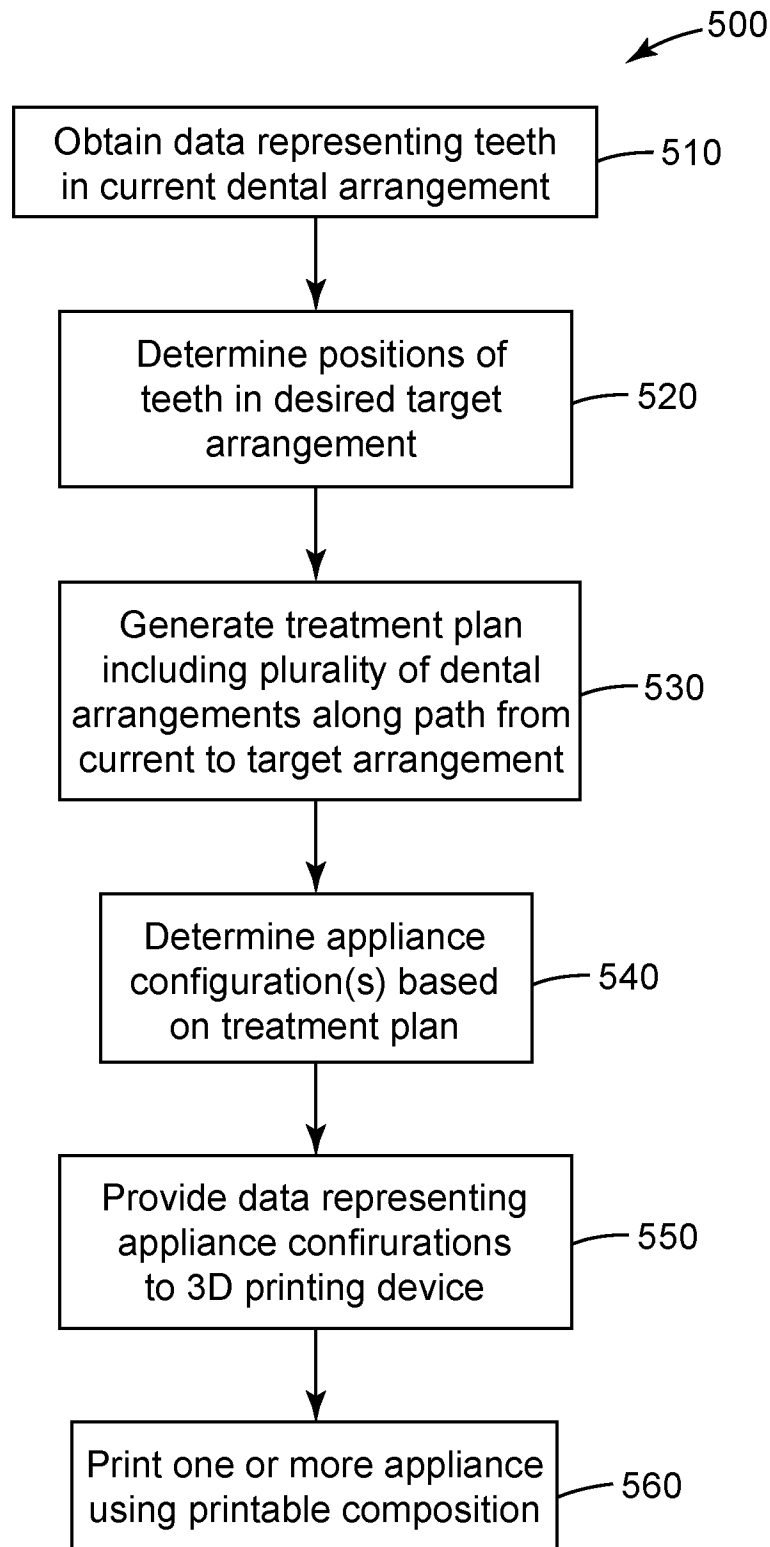 500
Obtain data representing teeth
in current dental arrangement
510
Determine positions of
teeth in desired target
arrangement
520
Generate treatment plan
including plurality of dental
arrangements along path from
current to target arrangement
530
Determine appliance
configuration(s) based
on treatment plan
540
Provide data representing
appliance confirurations
to 3D printing device
550
Print one or more appliance
using printable composition
560